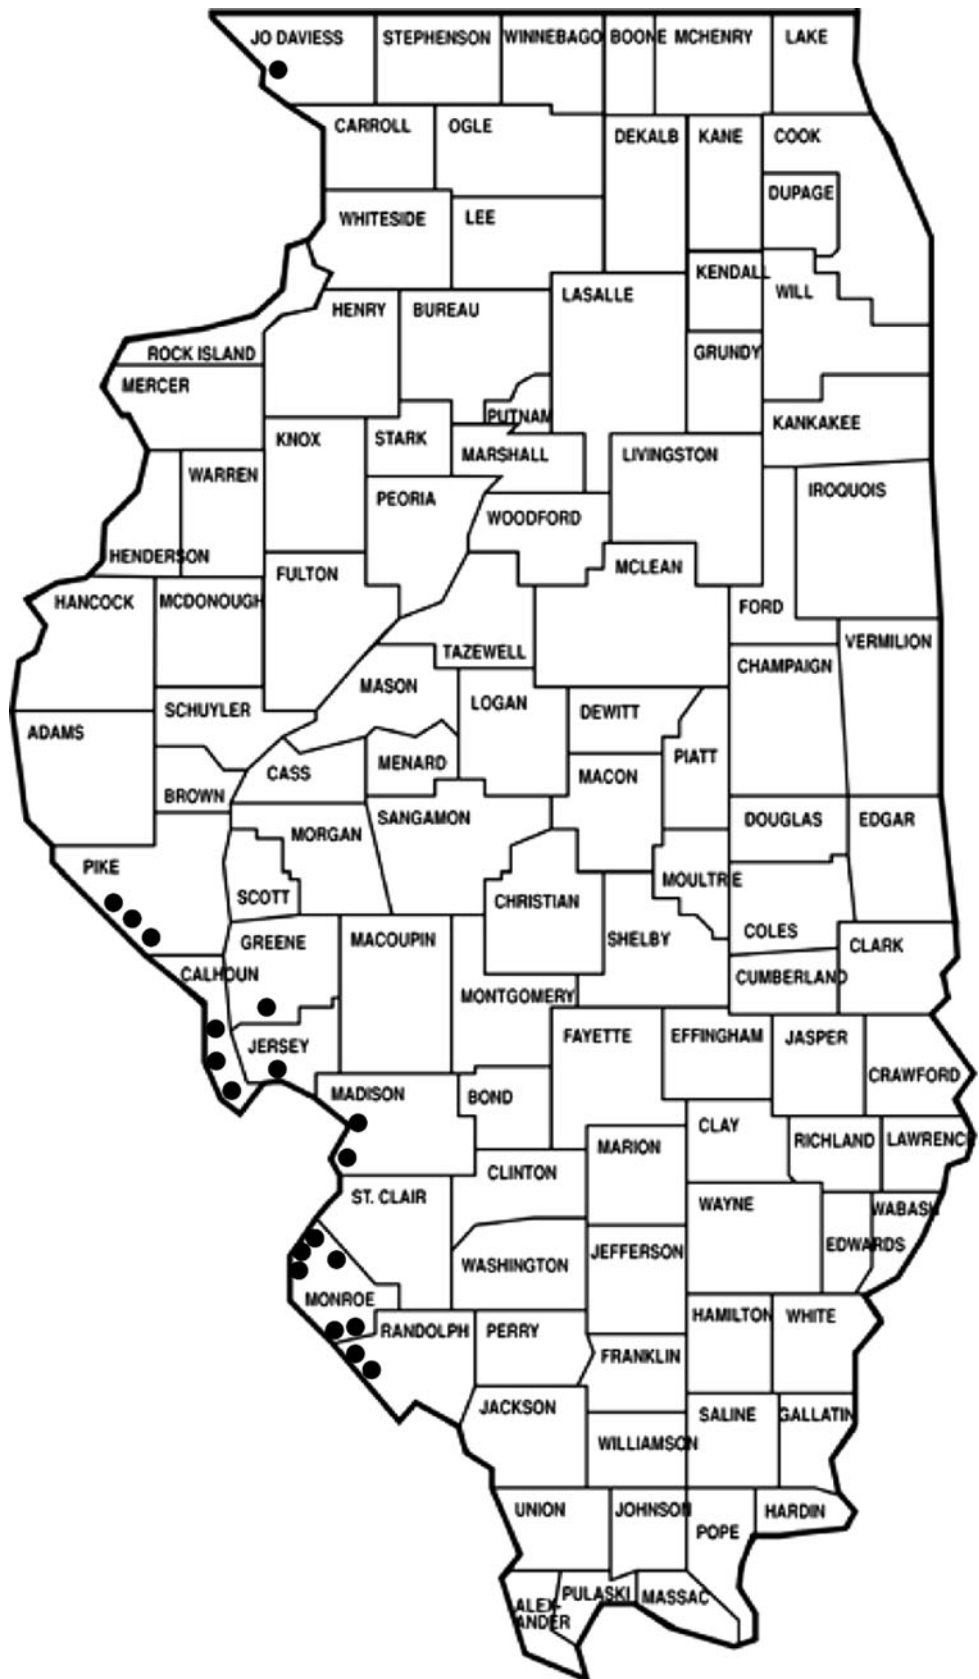 JO DAVIESS
STEPHENSON
WINNEBAGO
BOONE
MCHENRY
LAKE
CARROLL
OGLE
DEKALB
KANE
COOK
DUPAGE
WHITESIDE
LEE
KENDALL
WILL
LASALLE
HENRY
BUREAU
ROCK ISLAND
GRUNDY
MERCER
PUTNAM
KANKAKEE
KNOX
STARK
MARSHALL
LIVINGSTON
WARREN
PEORIA
IROQUOIS
WOODFORD
HENDERSON
FULTON
MCLEAN
HANCOCK
MCDONOUGH
FORD
VERMILION
TAZEWELL
CHAMPAIGN
MASON
LOGAN
SCHUYLER
DEWITT
ADAMS
PIATT
MENARD
CASS
MACON
BROWN
SANGAMON
DOUGLAS
EDGAR
MORGAN
PIKE
MOULTRIE
SCOTT
CHRISTIAN
COLES
GREENE
MACOUPIN
SHELBY
CLARK
CALHOUN
CUMBERLAND
MONTGOMERY
FAYETTE
EFFINGHAM
JASPER
JERSEY
CRAWFORD
MADISON
BOND
CLAY
RICHLAND
LAWRENCE
MARION
CLINTON
ST. CLAIR
WAYNE
WABASH
EDWARDS
JEFFERSON
WASHINGTON
MONROE
HAMILTON
WHITE
RANDOLPH
PERRY
FRANKLIN
JACKSON
SALINE
GALLATIN
WILLIAMSON
UNION
JOHNSON
HARDIN
POPE
PULASKI
MASSAC
ALEX-
ANDER